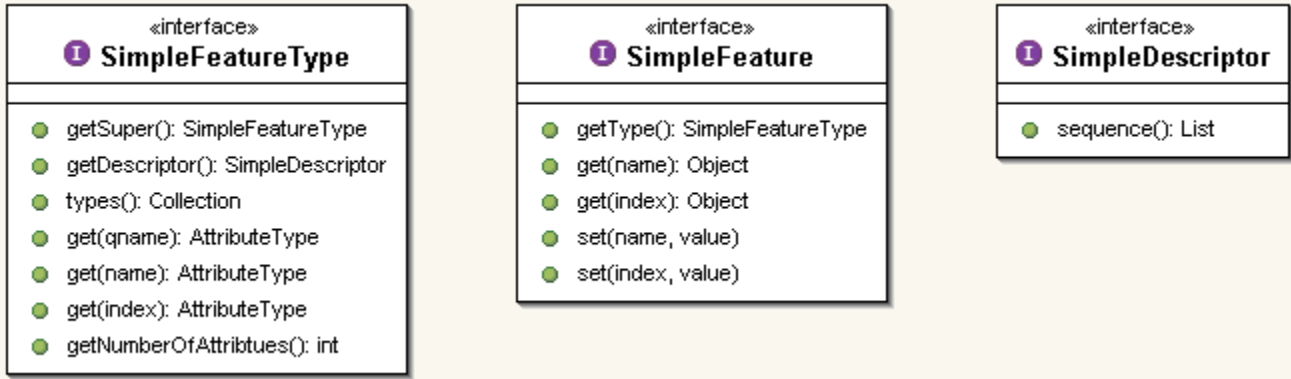 «interface»
I SimpleFeatureType
getSuper(): SimpleFeatureType
getDescriptor(): SimpleDescriptor
types(): Collection
get(qname): AttributeType
get(name): AttributeType
get(index): AttributeType
getNumberOfAttribtues(): int
«interface»
I SimpleFeature
getType(): SimpleFeatureType
get(name): Object
get(index): Object
set(name, value)
set(index, value)
«interface»
I SimpleDescriptor
sequence(): List